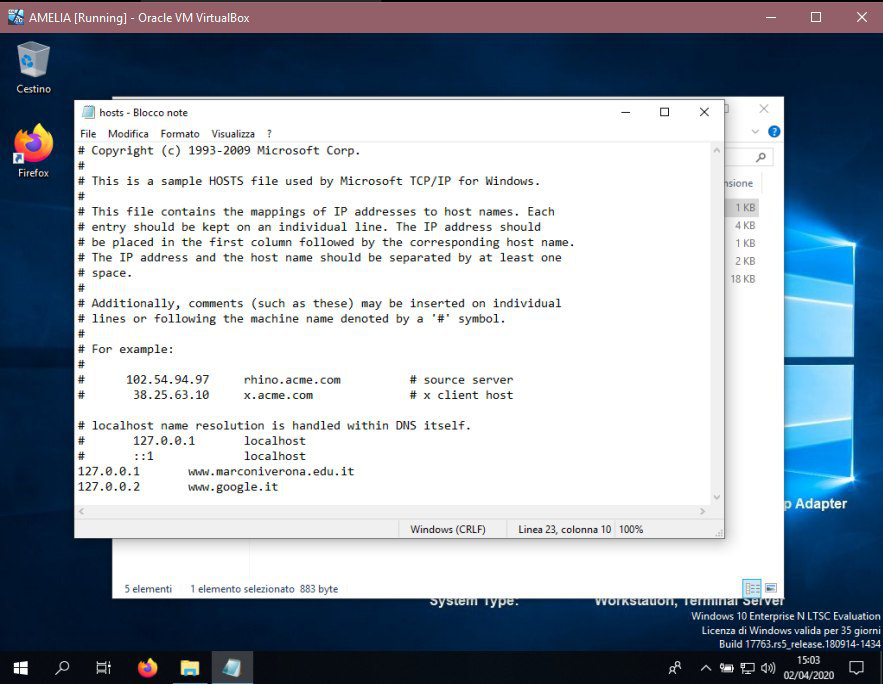 AMELIA [Running] - Oracle VM VirtualBox
Cestino
Firefox
hosts - Blocco note
File Modifica Formato Visualizza ?
# Copyright (c) 1993-2009 Microsoft Corp.
#
# This is a sample HOSTS file used by Microsoft TCP/IP for Windows.
#
# This file contains the mappings of IP addresses to host names. Each
# entry should be kept on an individual line. The IP address should
# be placed in the first column followed by the corresponding host name.
# The IP address and the host name should be separated by at least one
# space.
#
# Additionally, comments (such as these) may be inserted on individual
# lines or following the machine name denoted by a '#' symbol.
#
# For example:
#
# 102.54.94.97 rhino.acme.com # source server
# 38.25.63.10 x.acme.com # x client host
# localhost name resolution is handled within DNS itself.
# 127.0.0.1 localhost
# ::1 localhost
127.0.0.1 www.marconiverona.edu.it
127.0.0.2 www.google.it
Windows (CRLF) Linea 23, colonna 10 100%
nsione
1 KB
4 KB
1 KB
2 KB
18 KB
p Adapter
5 elementi 1 elemento selezionato 883 byte
System Type: Workstation, Terminal Server
Windows 10 Enterprise N LTSC Evaluation
Licenza di Windows valida per 35 giorni
Build 17763.rs5_release.180914-1434
15:03
02/04/2020